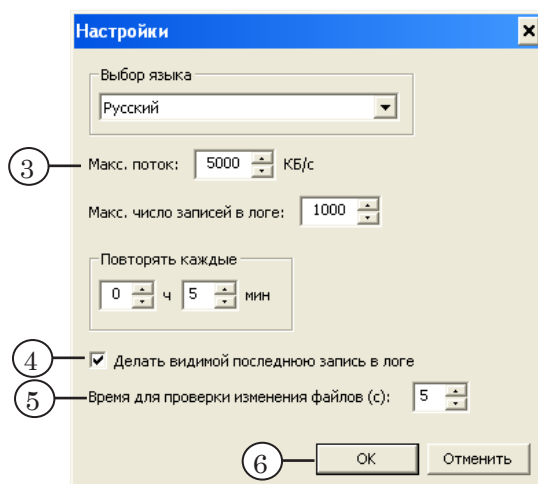 Настройки
Выбор языка
Русский
3 Макс. поток: 5000 КБ/с
Макс. число записей в логе: 1000
Повторять каждые
0 ч 5 мин
4 Делать видимой последнюю запись в логе
5 Время для проверки изменения файлов (с): 5
6 ОК Отменить